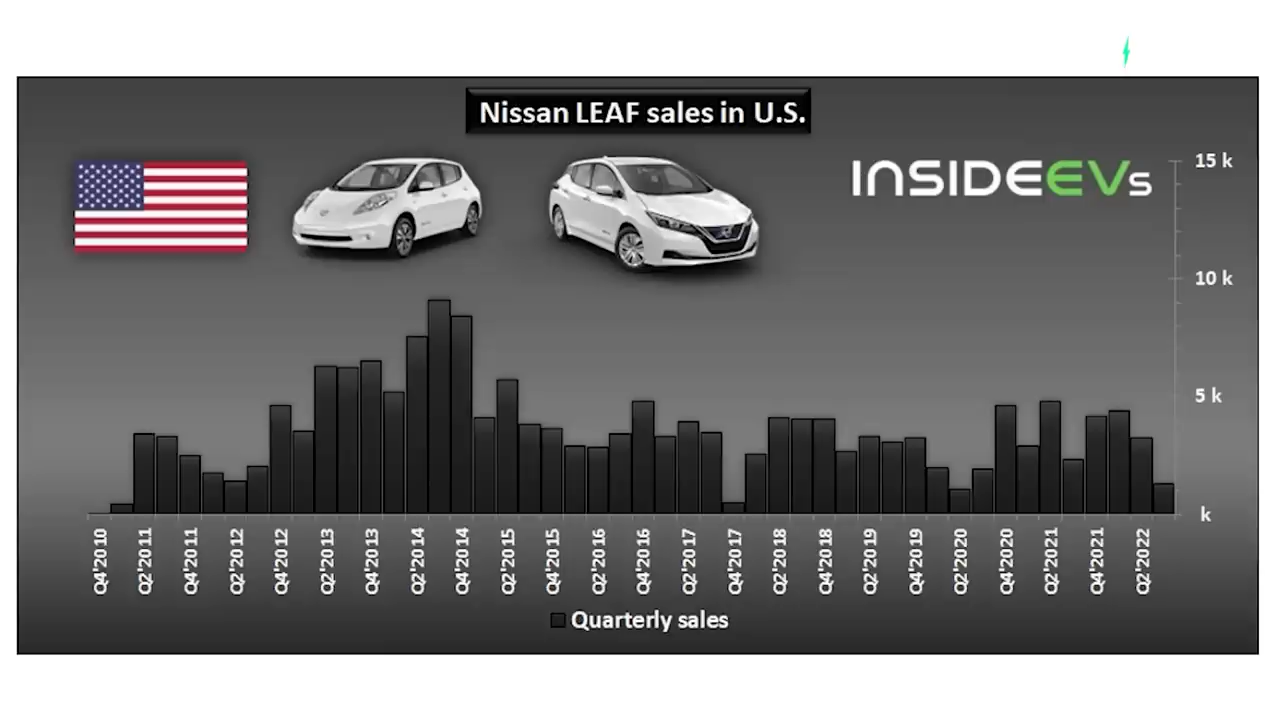 Nissan LEAF sales in U.S.
INSIDEEVs
15 k
10 k
5 k
k
Q4'2010
Q2'2011
Q4'2011
Q2'2012
Q4'2012
Q2'2013
Q4'2013
Q2'2014
Q4'2014
Q2'2015
Q4'2015
Q2'2016
Q4'2016
Q2'2017
Q4'2017
Q2'2018
Q4'2018
Q2'2019
Q4'2019
Q2'2020
Q4'2020
Q2'2021
Q4'2021
Q2'2022
Quarterly sales